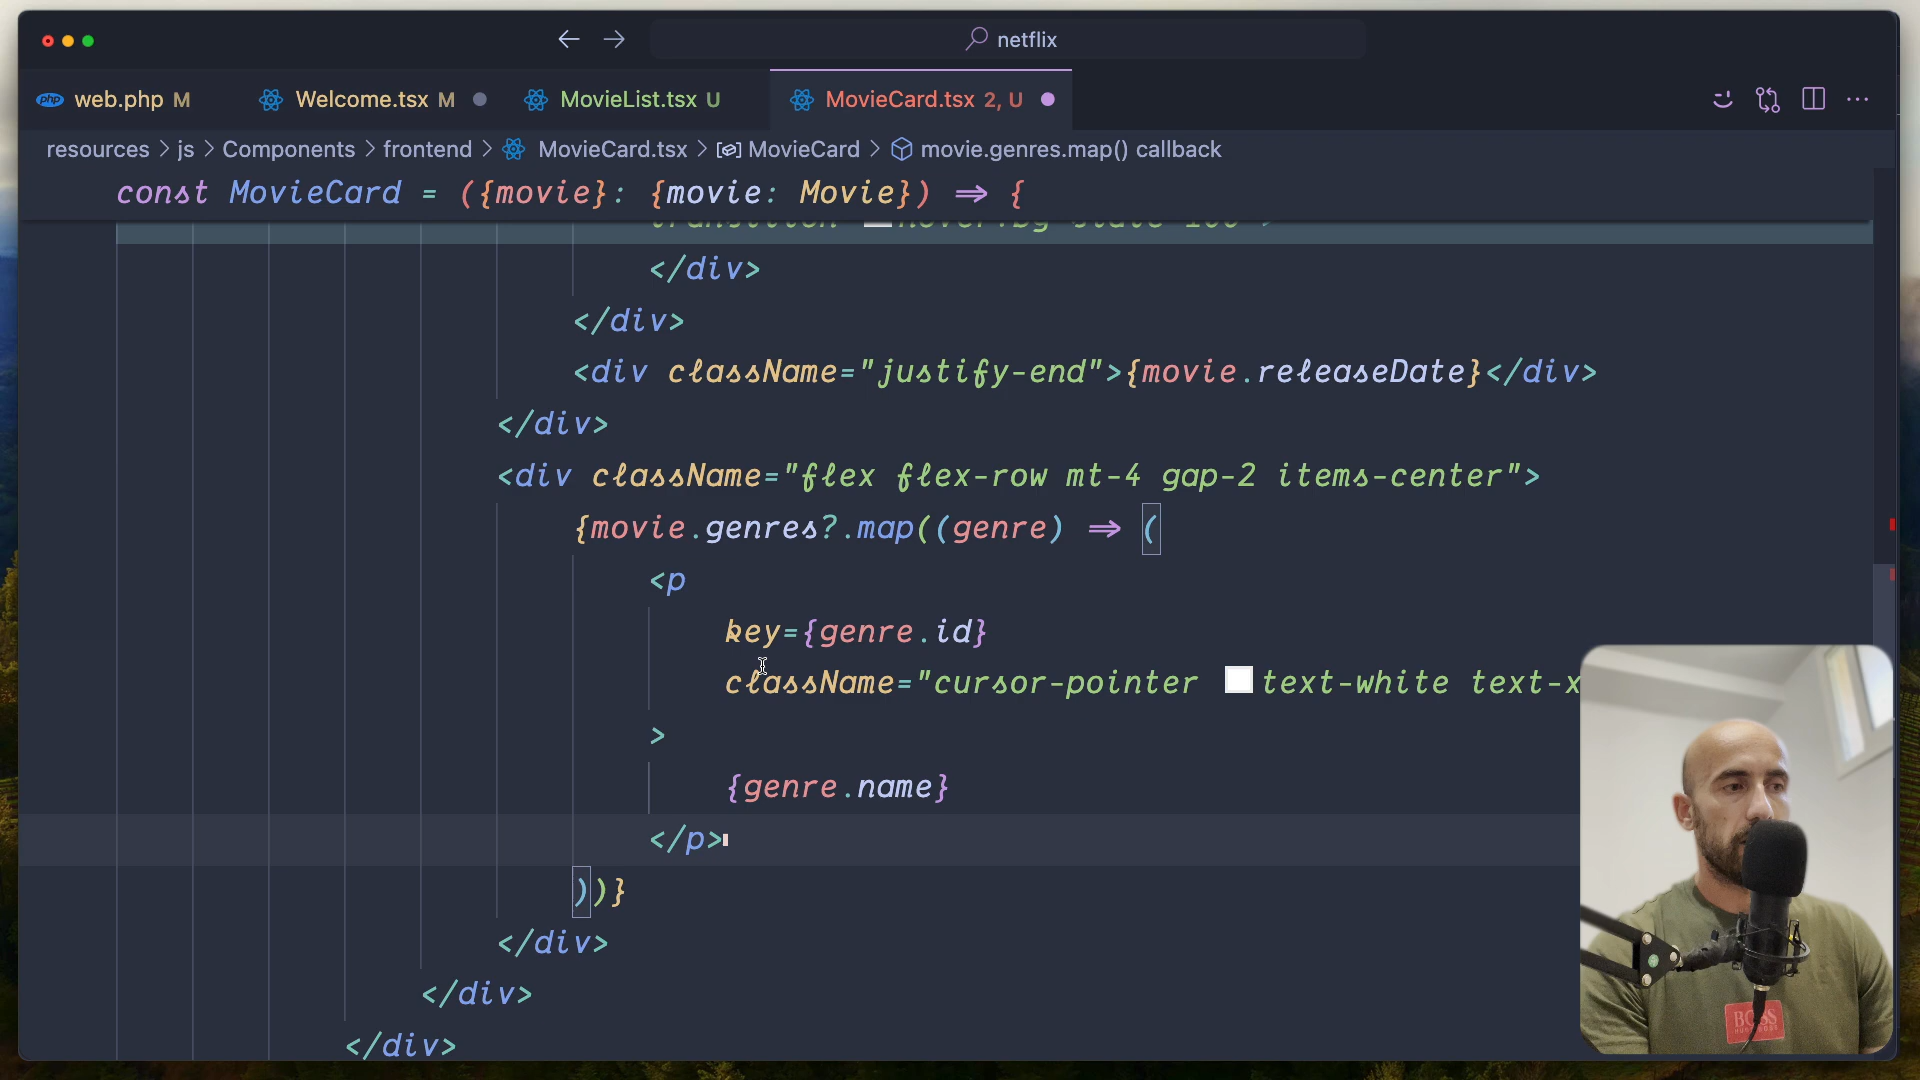 netflix
web.php M
Welcome.tsx M
MovieList.tsx U
MovieCard.tsx 2, U
resources > js > Components > frontend > MovieCard.tsx > MovieCard > movie.genres.map() callback
const MovieCard = ({movie}: {movie: Movie}) => {
</div>
</div>
<div className="justify-end">{movie.releaseDate}</div>
</div>
<div className="flex flex-row mt-4 gap-2 items-center">
{movie.genres?.map((genre) => (
<p
key={genre.id}
className="cursor-pointer text-white text-x
>
{genre.name}
</p>
))}
</div>
</div>
</div>
BOSS